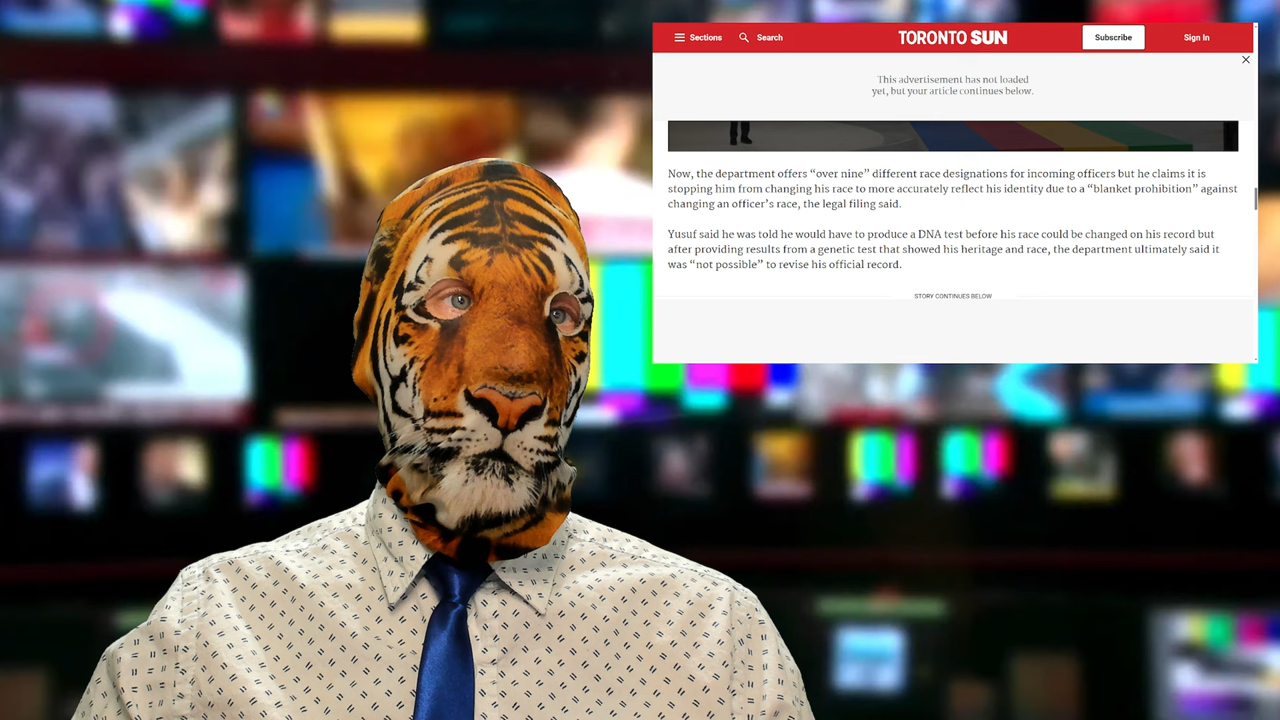 Sections
Search
TORONTO SUN
Subscribe
Sign In
This advertisement has not loaded
yet, but your article continues below.
Now, the department offers “over nine” different race designations for incoming officers but he claims it is
stopping him from changing his race to more accurately reflect his identity due to a “blanket prohibition” against
changing an officer’s race, the legal filing said.
Yusuf said he was told he would have to produce a DNA test before his race could be changed on his record but
after providing results from a genetic test that showed his heritage and race, the department ultimately said it
was “not possible” to revise his official record.
STORY CONTINUES BELOW